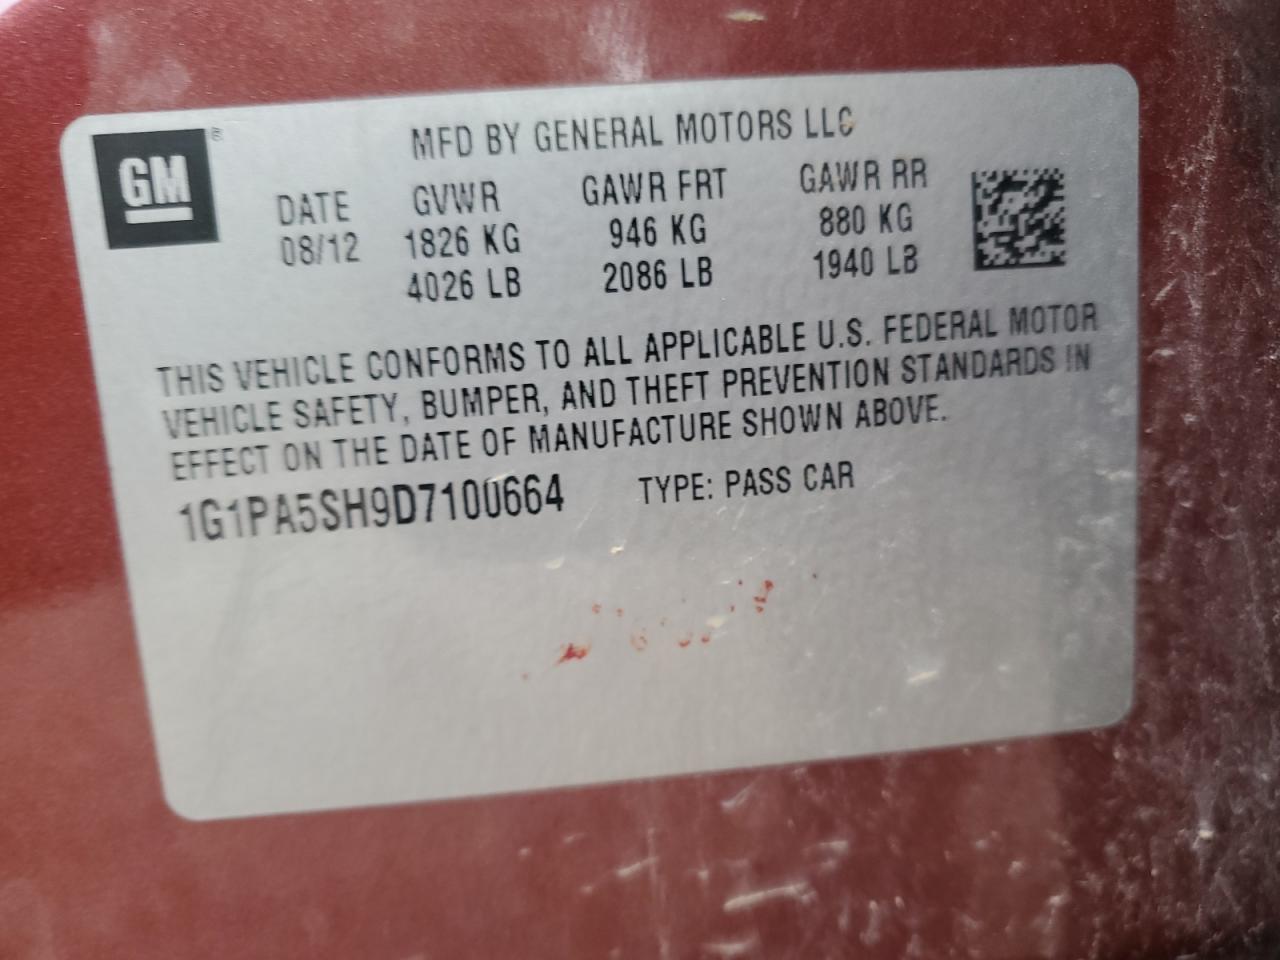 GM ®
MFD BY GENERAL MOTORS LLC
DATE GVWR GAWR FRT GAWR RR
08/12 1826 KG 946 KG 880 KG
4026 LB 2086 LB 1940 LB
THIS VEHICLE CONFORMS TO ALL APPLICABLE U.S. FEDERAL MOTOR
VEHICLE SAFETY, BUMPER, AND THEFT PREVENTION STANDARDS IN
EFFECT ON THE DATE OF MANUFACTURE SHOWN ABOVE.
1G1PA5SH9D7100664 TYPE: PASS CAR